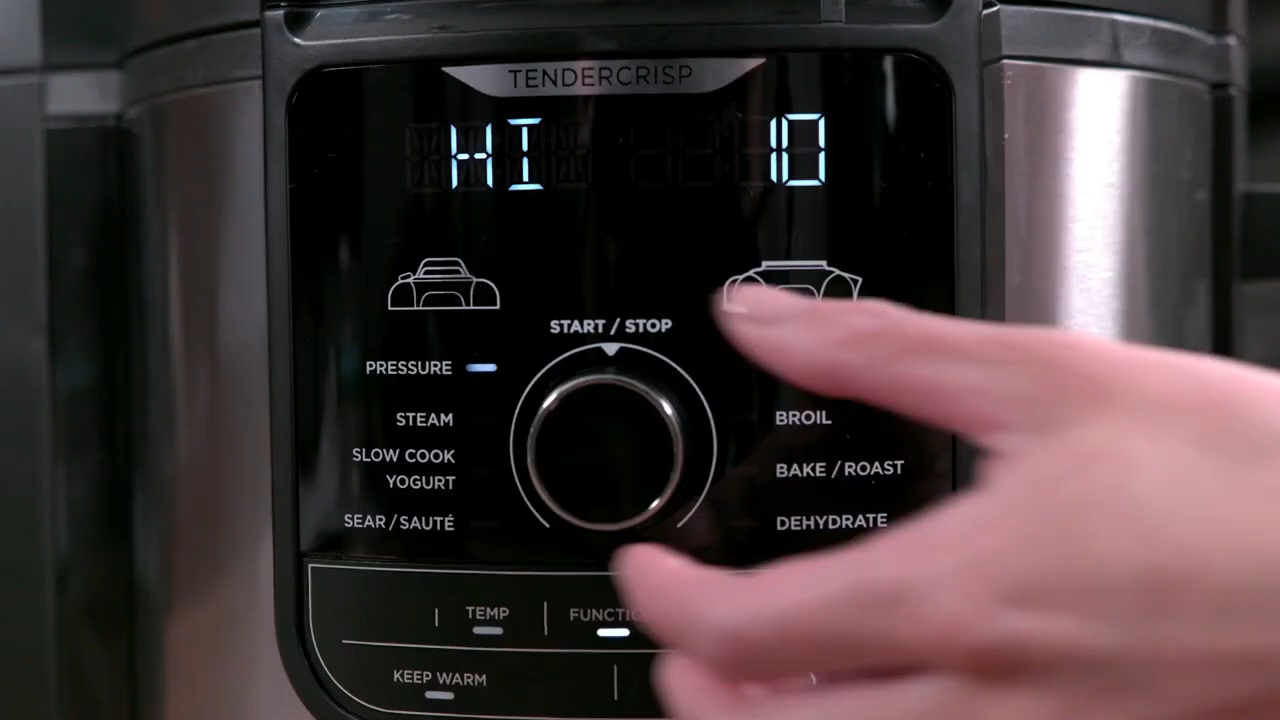 TENDERCRISP
HI 10
START / STOP
PRESSURE
STEAM
BROIL
SLOW COOK
YOGURT
BAKE / ROAST
SEAR / SAUTÉ
DEHYDRATE
TEMP
KEEP WARM